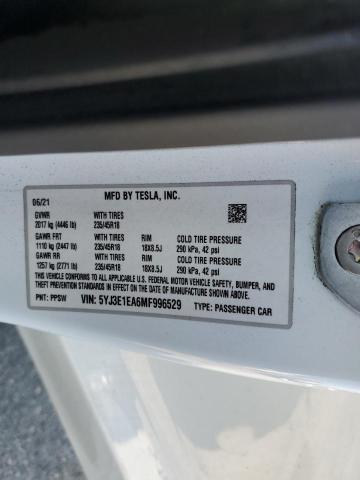 MFD BY TESLA, INC.
06/21
GVWR WITH TIRES
2017 kg (4446 lb) 235/45R18
GAWR FRT WITH TIRES RIM COLD TIRE PRESSURE
1110 kg (2447 lb) 235/45R18 18X8.5J 290 kPa, 42 psi
GAWR RR WITH TIRES RIM COLD TIRE PRESSURE
1257 kg (2771 lb) 235/45R18 18X8.5J 290 kPa, 42 psi
THIS VEHICLE CONFORMS TO ALL APPLICABLE U.S. FEDERAL MOTOR VEHICLE SAFETY, BUMPER, AND
THEFT PREVENTION STANDARDS IN EFFECT ON THE DATE OF MANUFACTURE SHOWN ABOVE.
PNT: PPSW VIN: 5YJ3E1EA6MF996529 TYPE: PASSENGER CAR